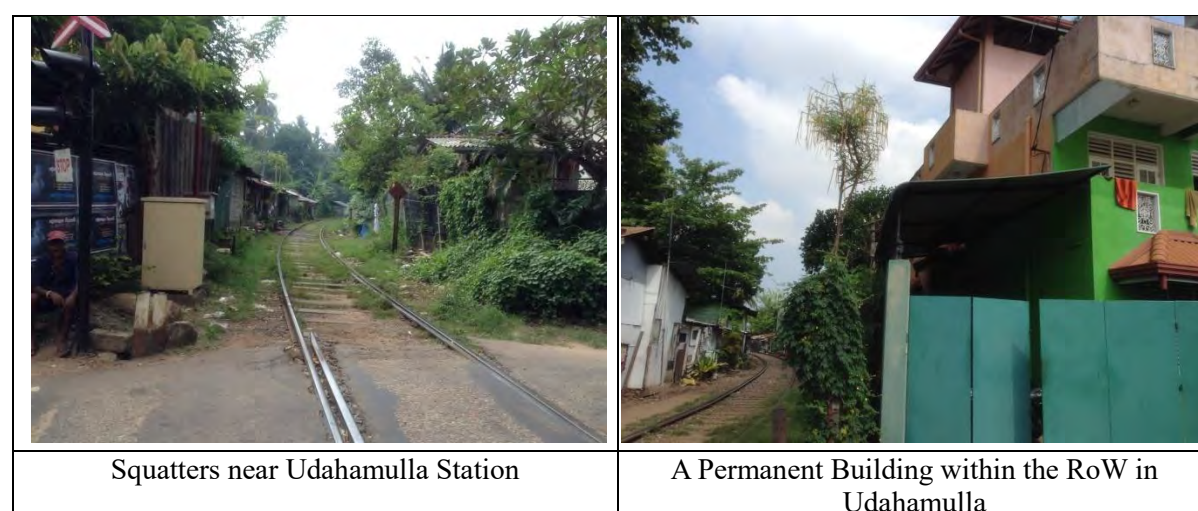 STOP
Squatters near Udahamulla Station
A Permanent Building within the RoW in
Udahamulla